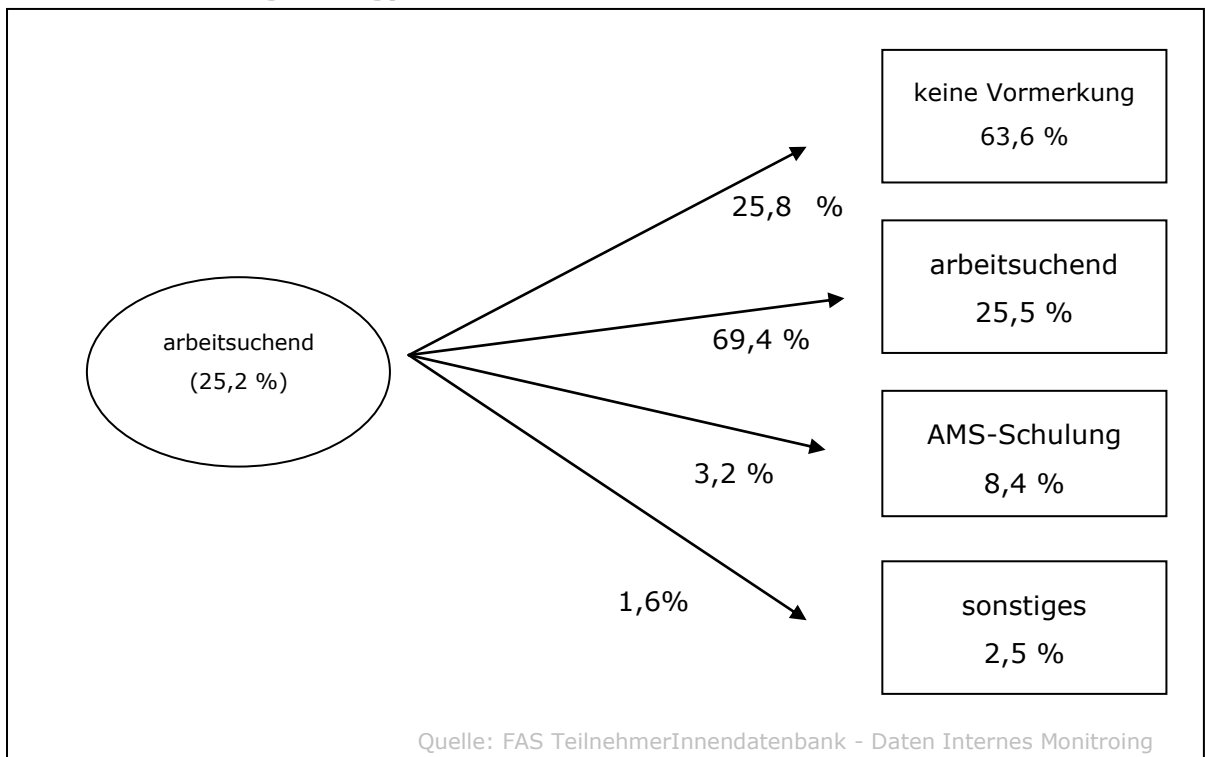 keine Vormerkung
63,6 %
25,8 %
arbeitsuchend
25,5 %
69,4 %
arbeitsuchend
(25,2 %)
AMS-Schulung
8,4 %
3,2 %
1,6%
sonstiges
2,5 %
Quelle: FAS TeilnehmerInnendatenbank - Daten Internes Monitroing